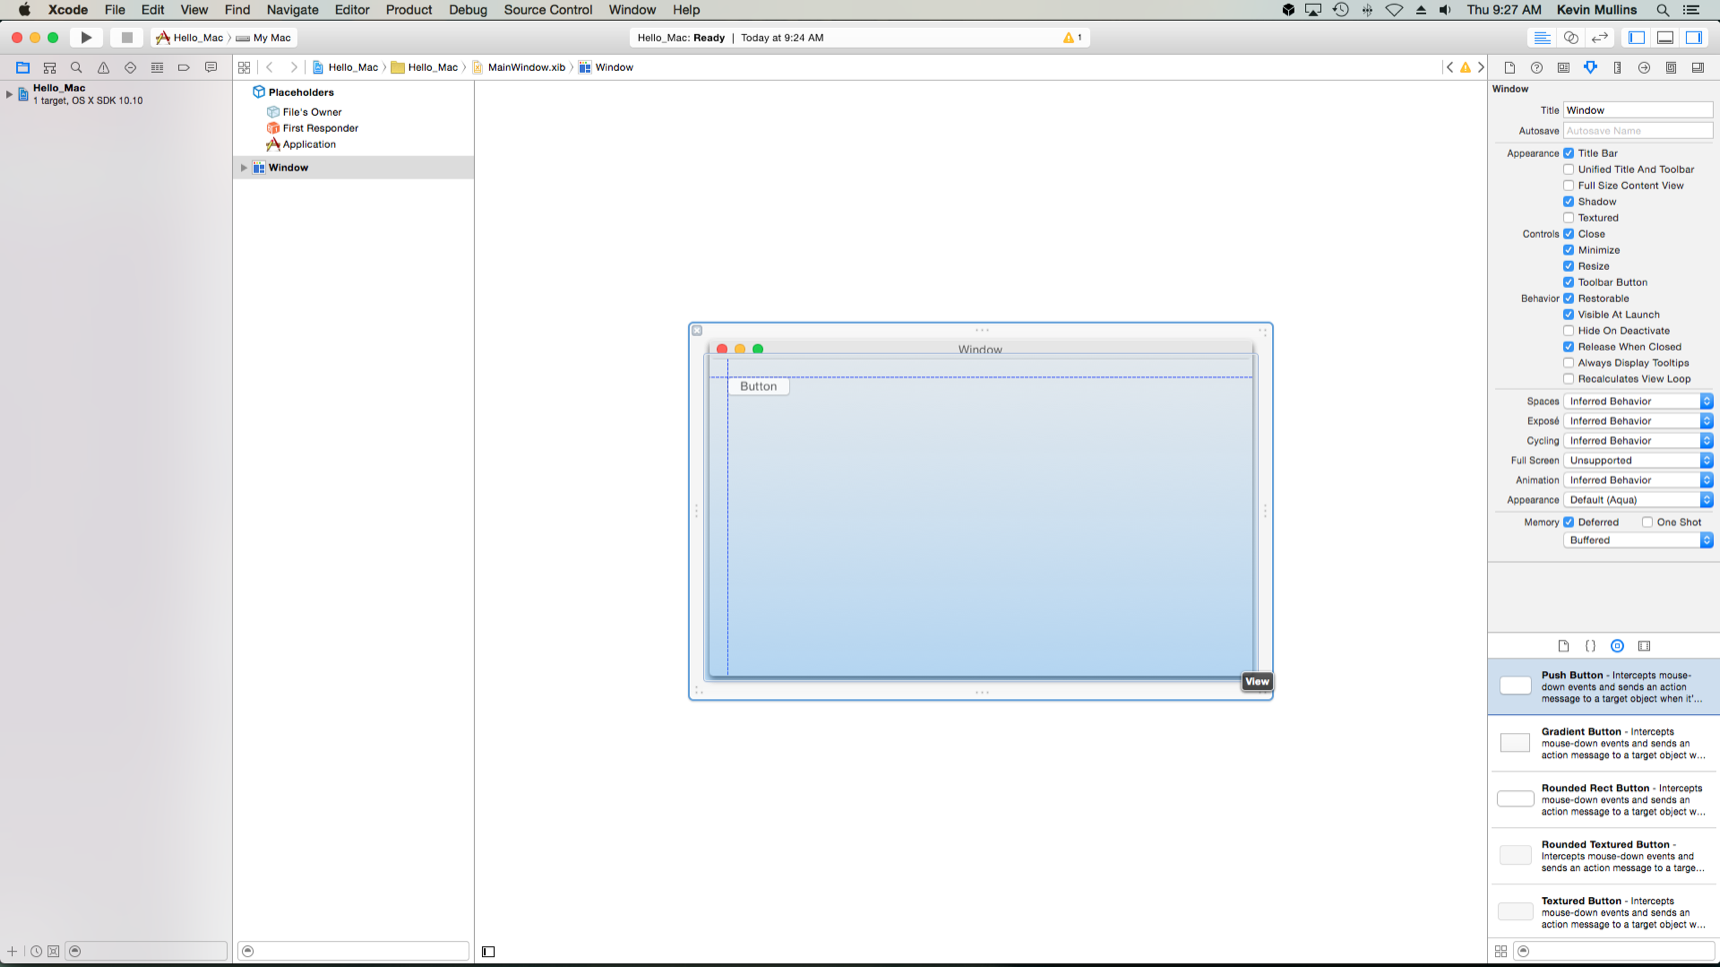 Xcode File Edit View Find Navigate Editor Product Debug Source Control Window Help Thu 9:27 AM Kevin Mullins
Hello_Mac My Mac
Hello_Mac: Ready | Today at 9:24 AM 1
Hello_Mac Hello_Mac MainWindow.xib Window
Hello_Mac
1 target, OS X SDK 10.10
Placeholders
File's Owner
First Responder
Application
Window
Window
Button
View
Window
Title Window
Autosave Autosave Name
Appearance Title Bar
Unified Title And Toolbar
Full Size Content View
Shadow
Textured
Controls Close
Minimize
Resize
Toolbar Button
Behavior Restorable
Visible At Launch
Hide On Deactivate
Release When Closed
Always Display Tooltips
Recalculates View Loop
Spaces Inferred Behavior
Exposé Inferred Behavior
Cycling Inferred Behavior
Full Screen Unsupported
Animation Inferred Behavior
Appearance Default (Aqua)
Memory Deferred One Shot
Buffered
Push Button - Intercepts mouse-
down events and sends an action
message to a target object when it'...
Gradient Button - Intercepts
mouse-down events and sends an
action message to a target object w...
Rounded Rect Button - Intercepts
mouse-down events and sends an
action message to a target object w...
Rounded Textured Button -
Intercepts mouse-down events and
sends an action message to a targe...
Textured Button - Intercepts
mouse-down events and sends an
action message to a target object w...